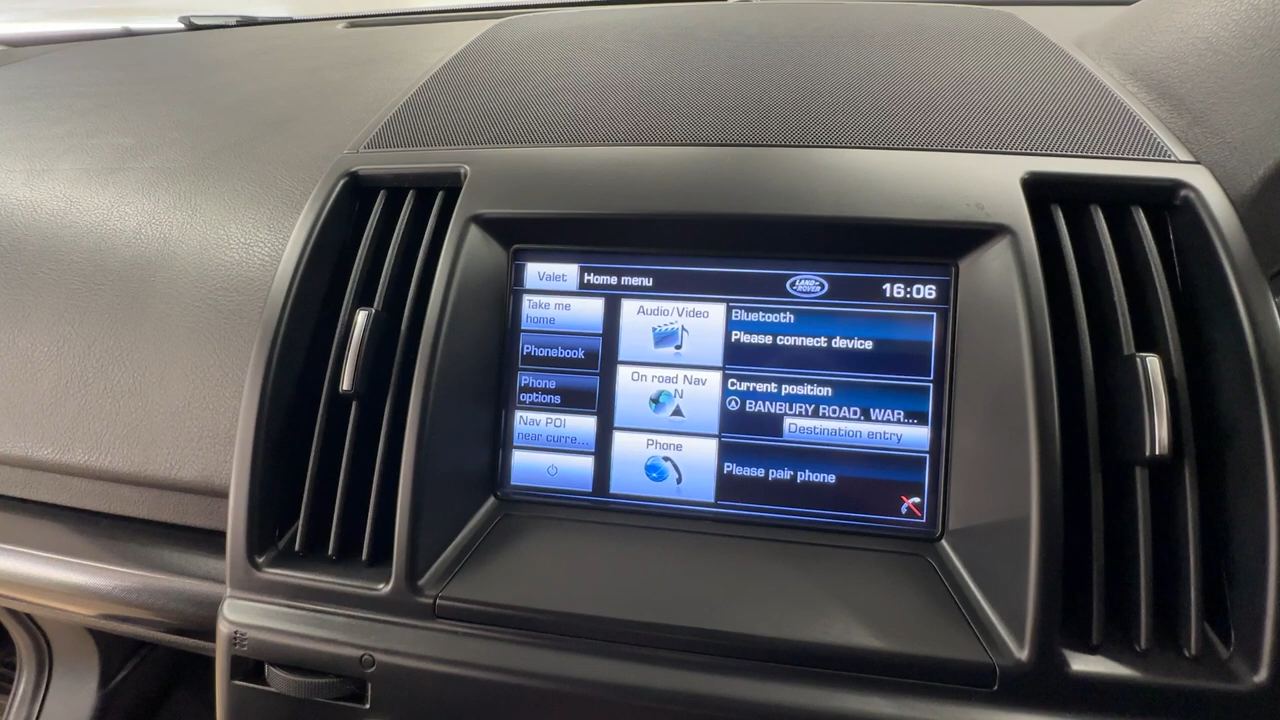 Valet
Home menu
LAND-
ROVER
16:06
Take me
home
Phonebook
Phone
options
Nav POI
near curre...
Audio/Video
On road Nav
N
Phone
Bluetooth
Please connect device
Current position
BANBURY ROAD, WAR...
Destination entry
Please pair phone